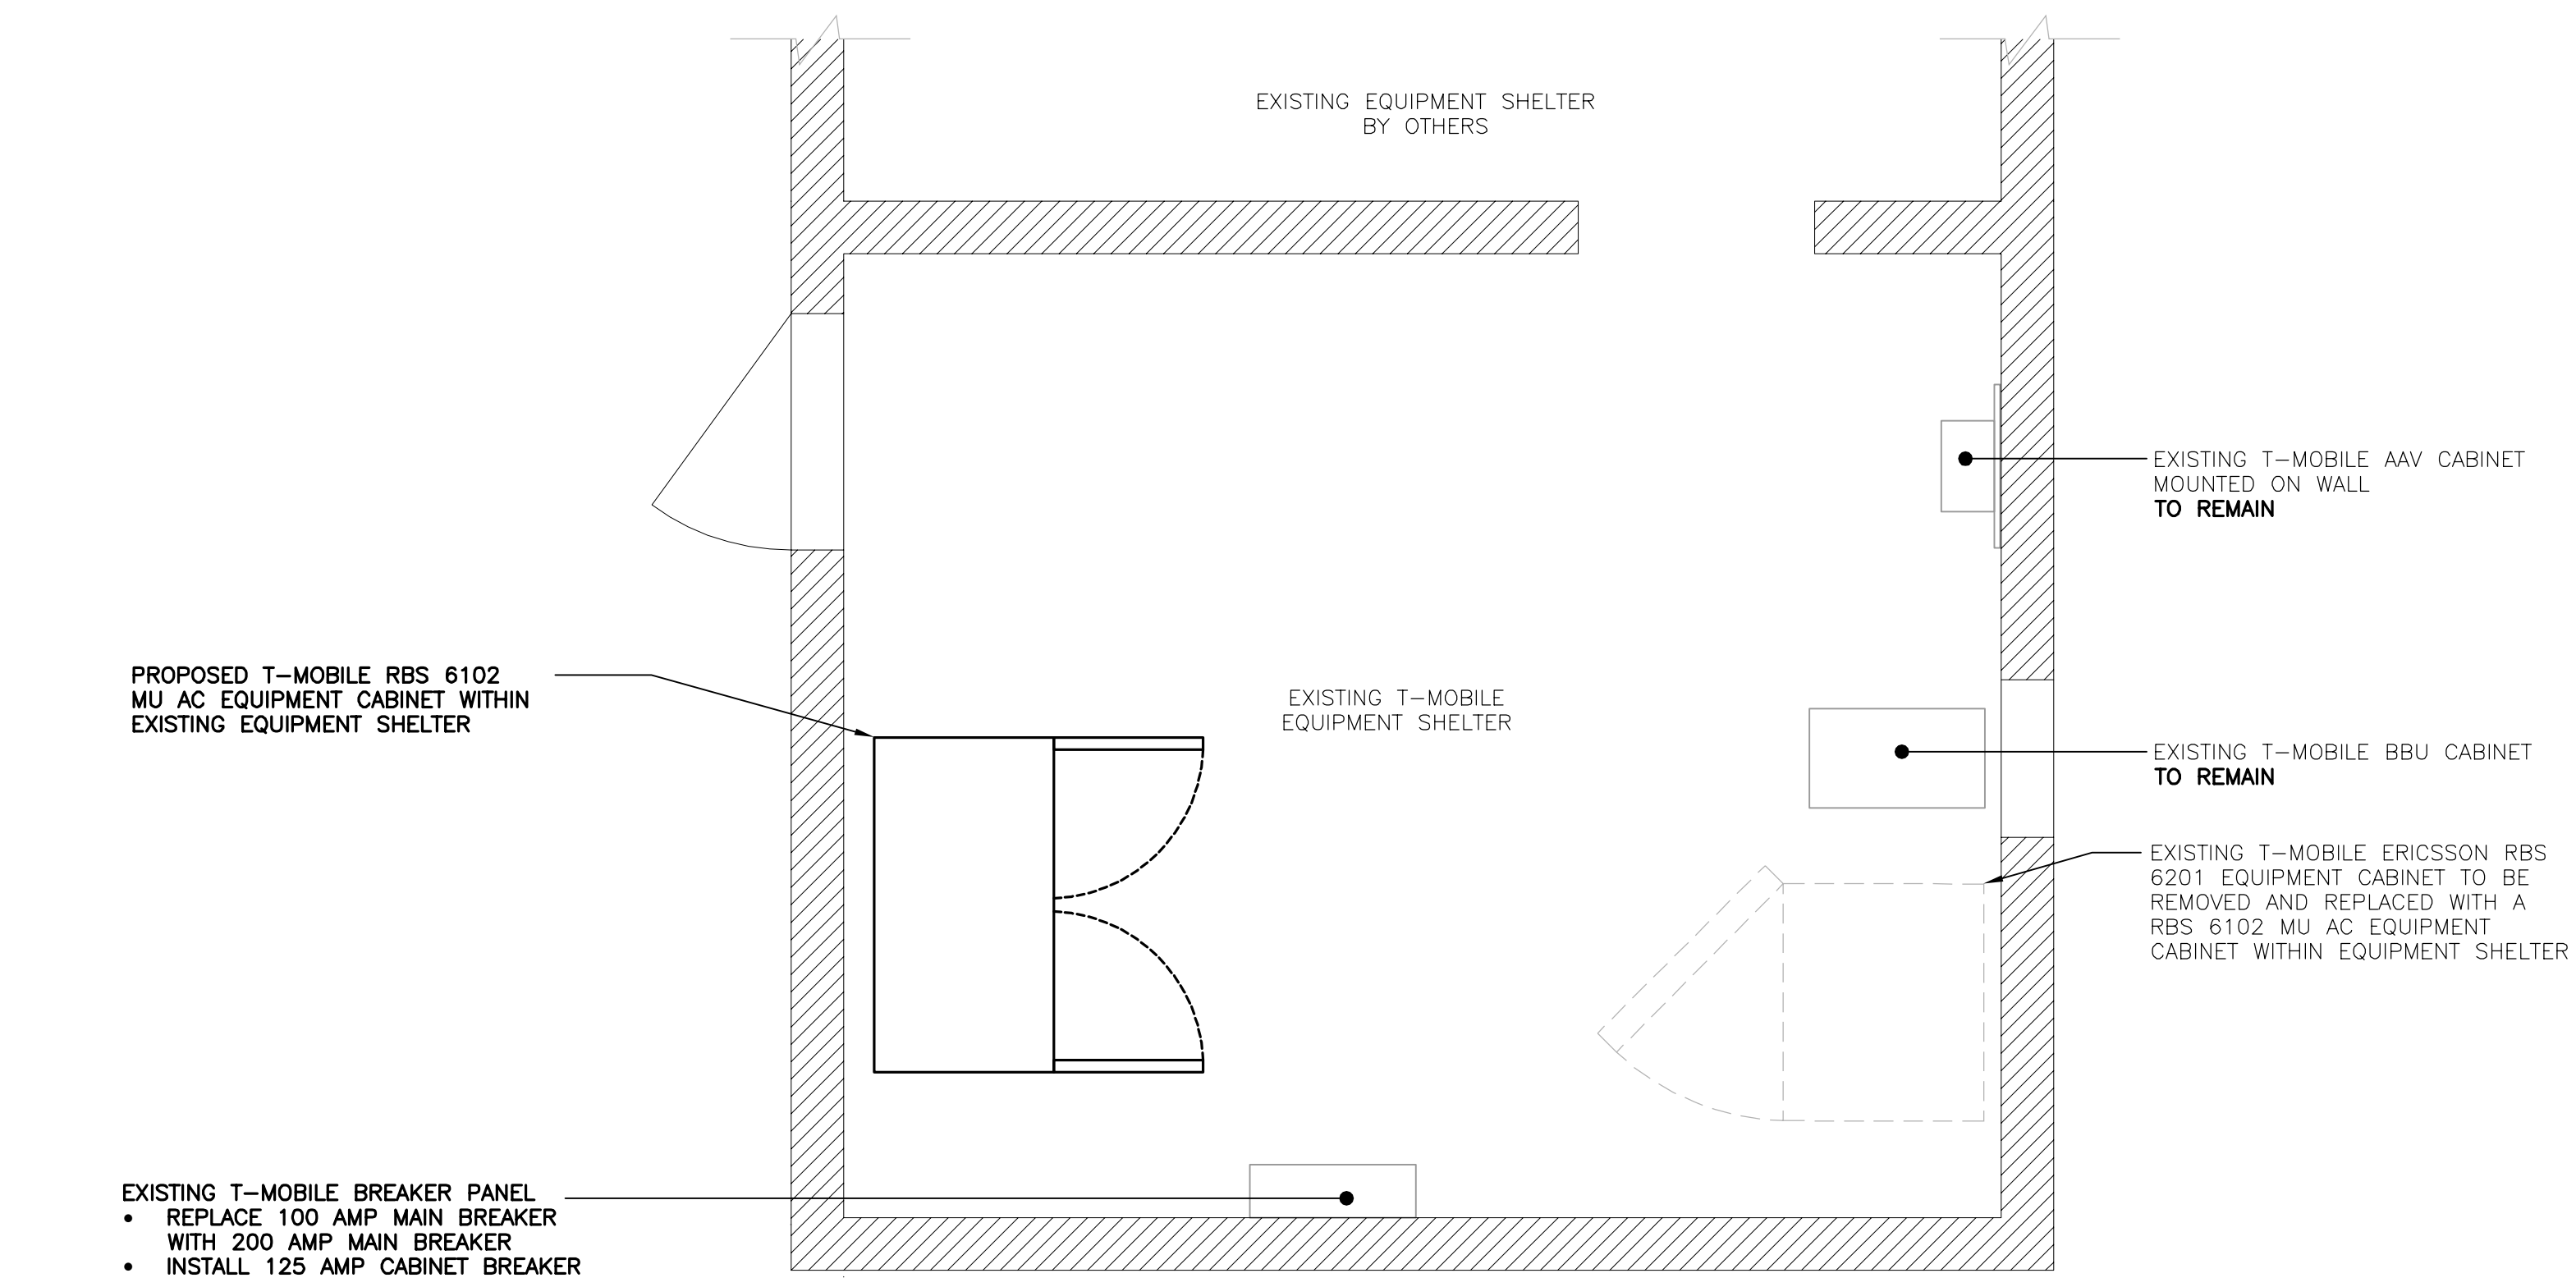 EXISTING EQUIPMENT SHELTER
BY OTHERS
EXISTING T-MOBILE AAV CABINET
MOUNTED ON WALL
TO REMAIN
PROPOSED T-MOBILE RBS 6102
MU AC EQUIPMENT CABINET WITHIN
EXISTING EQUIPMENT SHELTER
EXISTING T-MOBILE
EQUIPMENT SHELTER
EXISTING T-MOBILE BBU CABINET
TO REMAIN
EXISTING T-MOBILE ERICSSON RBS
6201 EQUIPMENT CABINET TO BE
REMOVED AND REPLACED WITH A
RBS 6102 MU AC EQUIPMENT
CABINET WITHIN EQUIPMENT SHELTER
EXISTING T-MOBILE BREAKER PANEL
• REPLACE 100 AMP MAIN BREAKER
WITH 200 AMP MAIN BREAKER
• INSTALL 125 AMP CABINET BREAKER